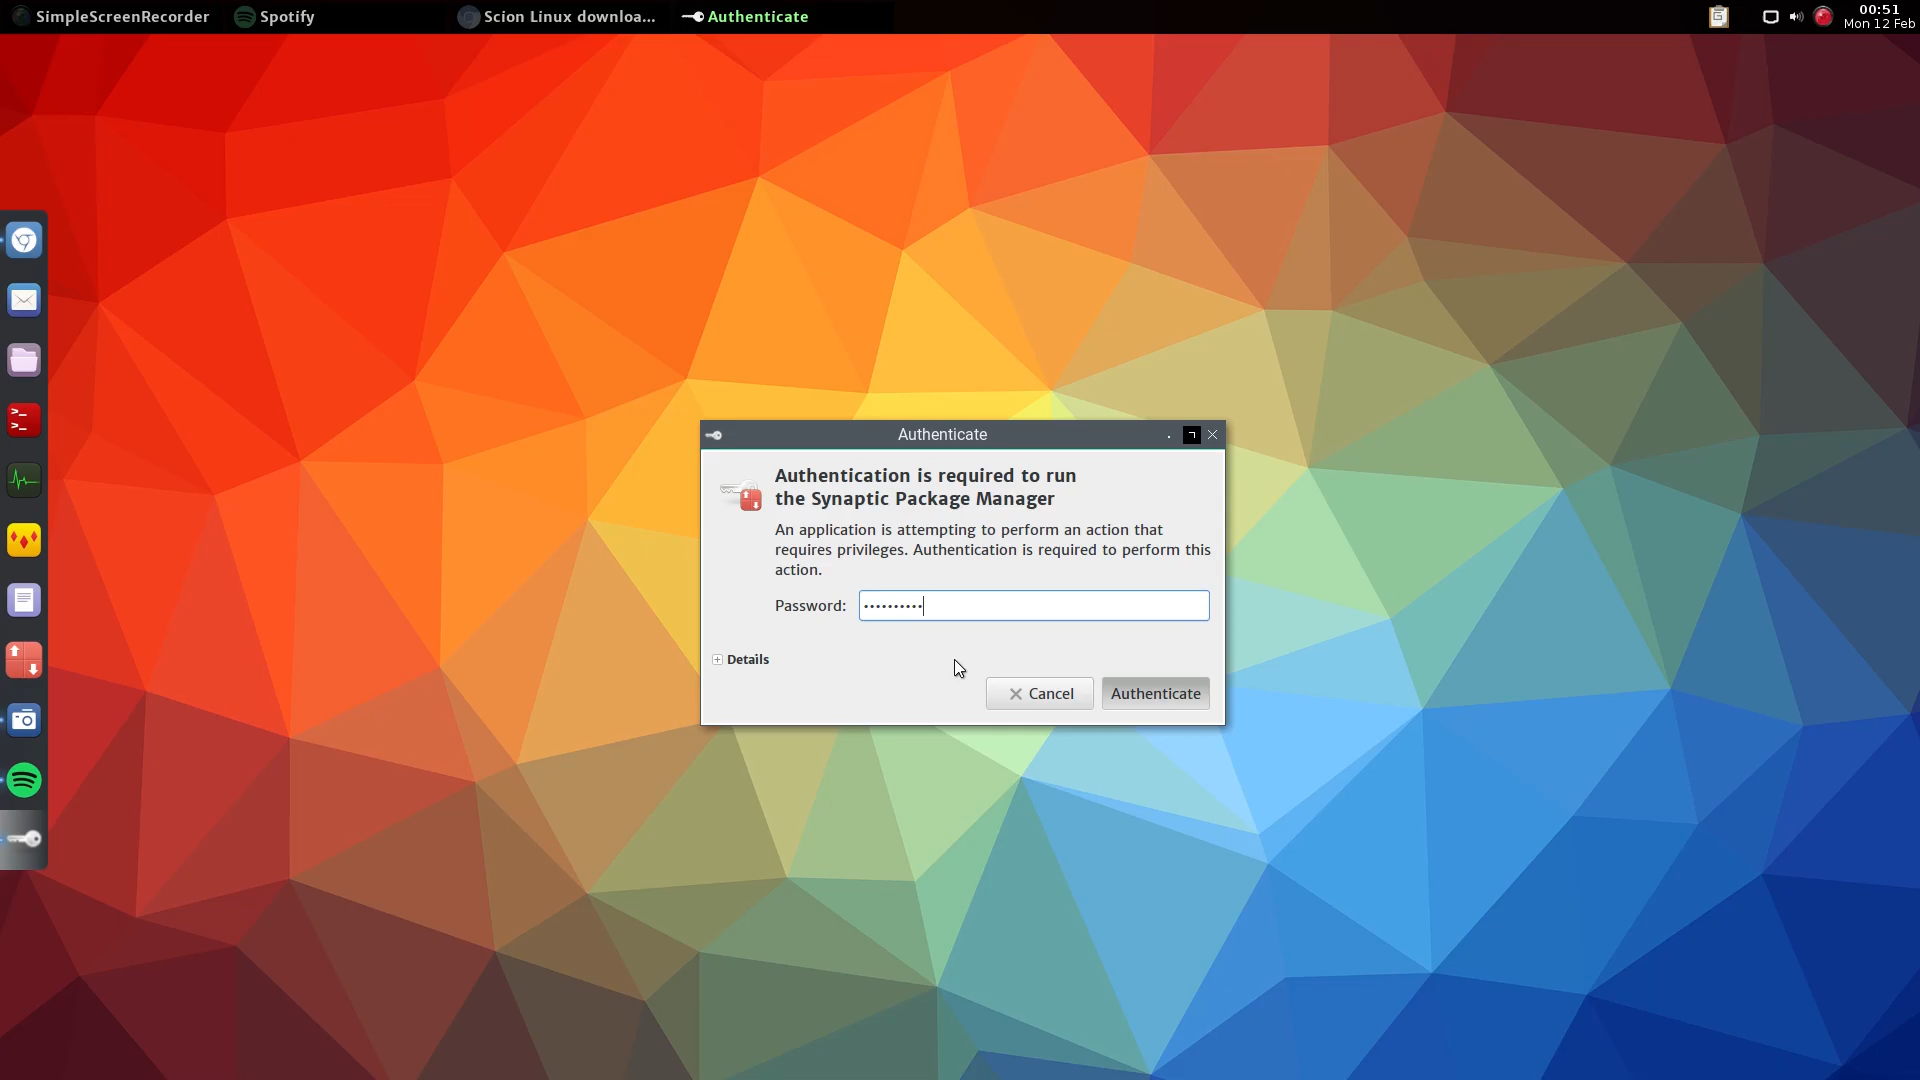 SimpleScreenRecorder
Spotify
Scion Linux downloa...
Authenticate
00:51
Mon 12 Feb
Authenticate
Authentication is required to run
the Synaptic Package Manager
An application is attempting to perform an action that
requires privileges. Authentication is required to perform this
action.
Password: ••••••••••
Details
Cancel
Authenticate